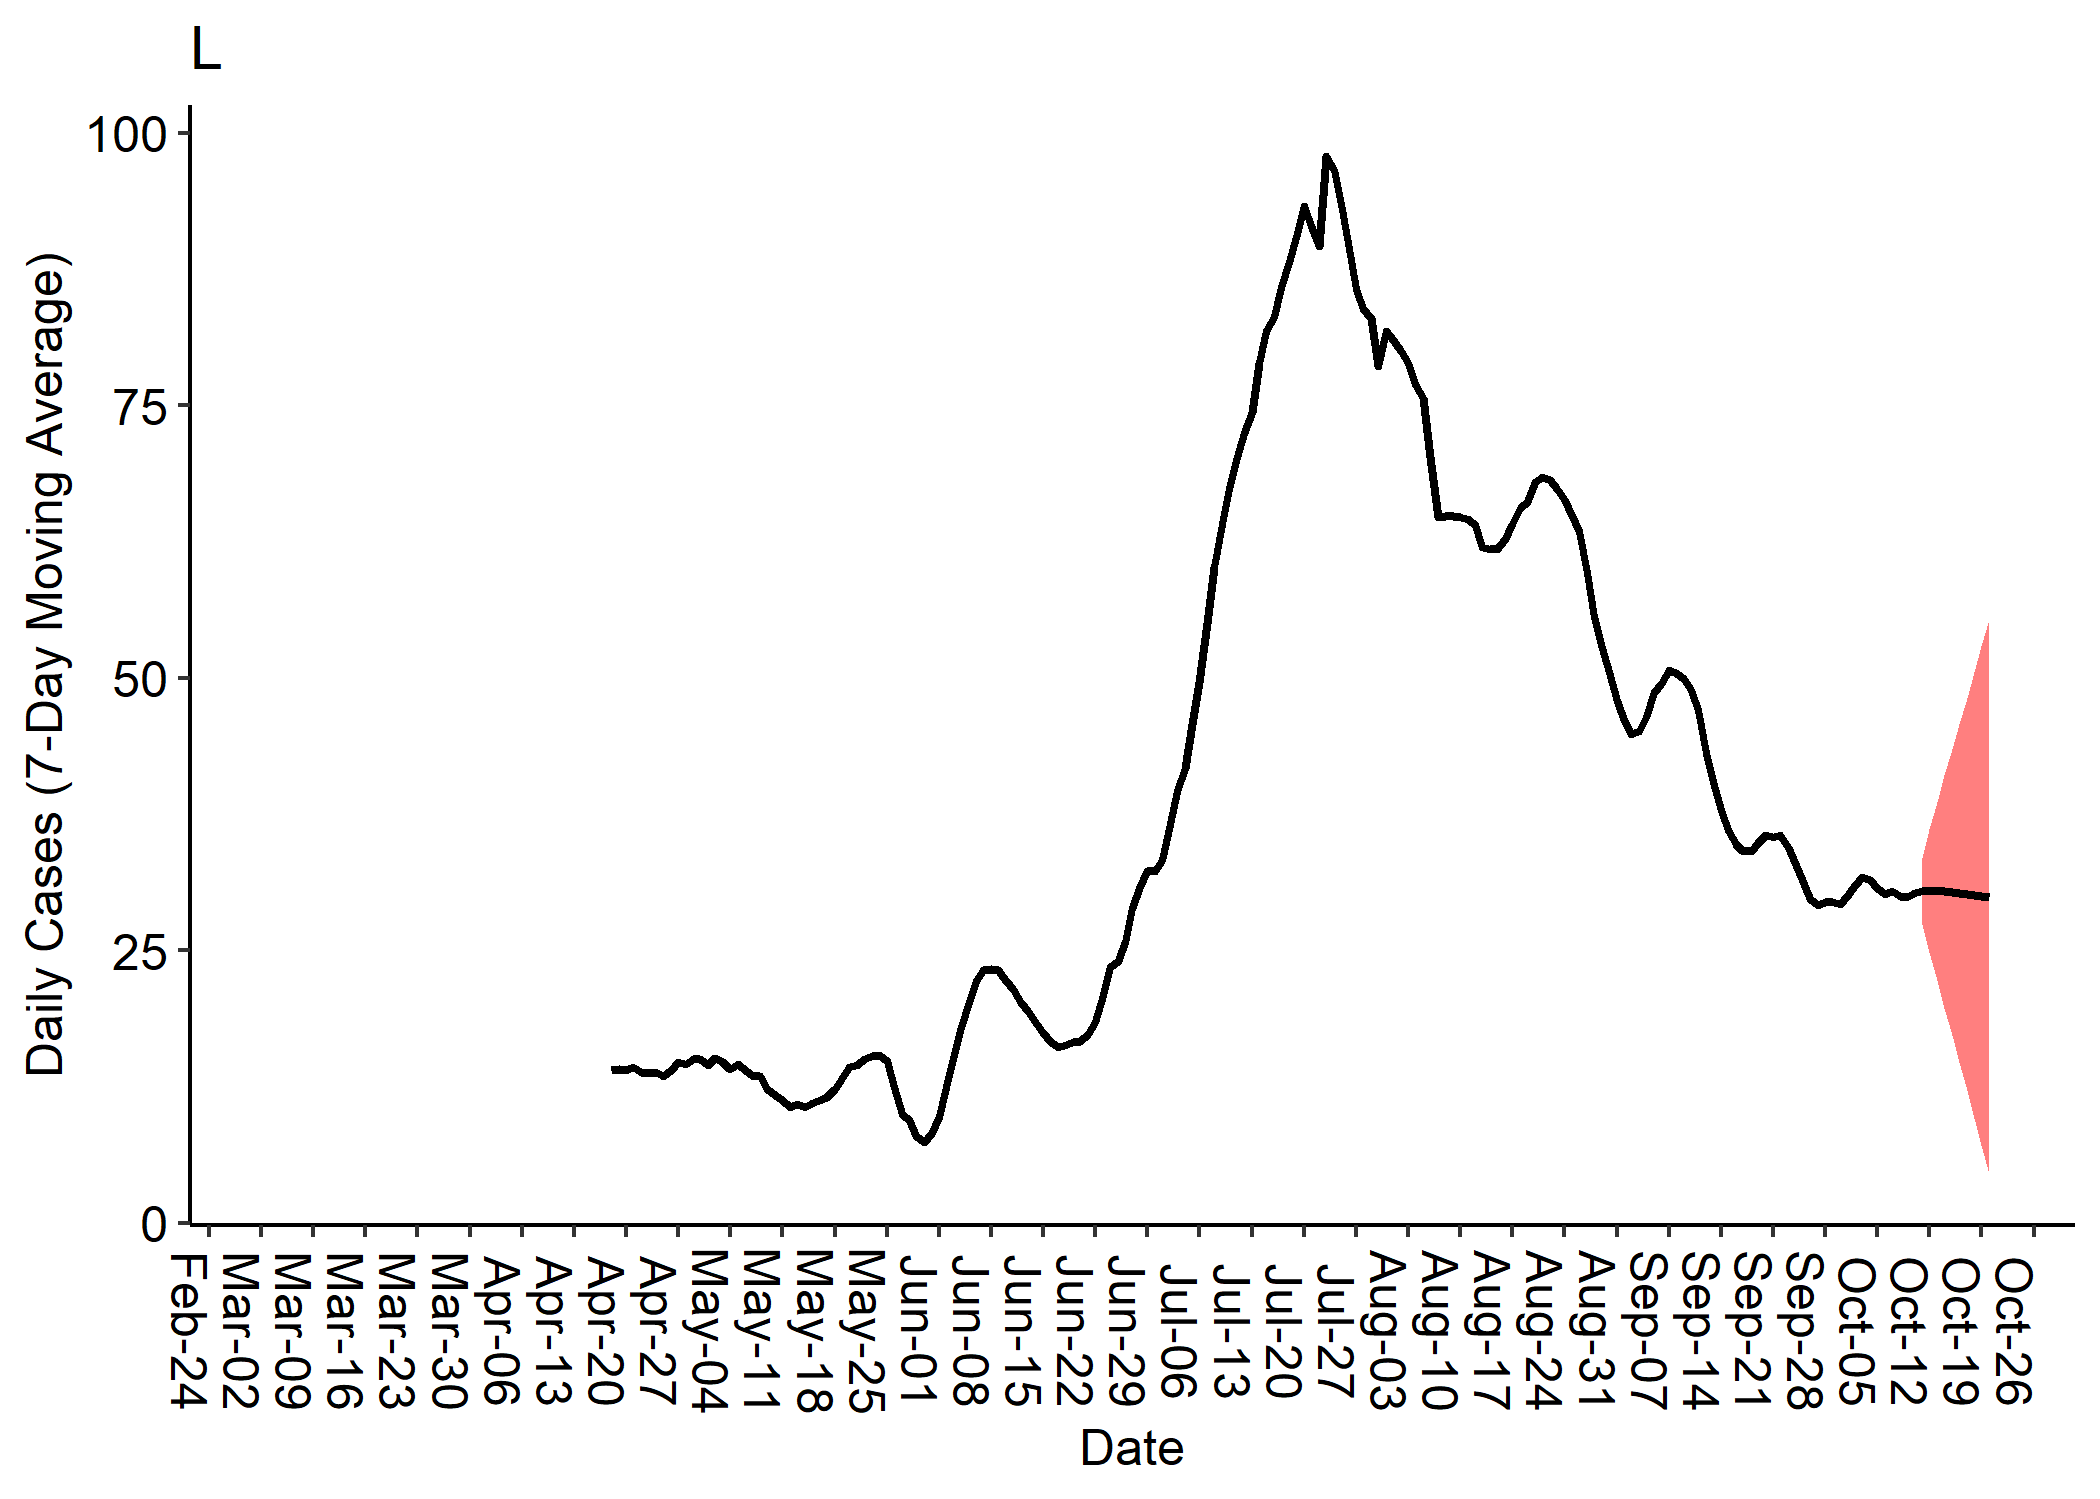 L
Daily Cases (7-Day Moving Average)
100
75
50
25
0
Feb-24
Mar-02
Mar-09
Mar-16
Mar-23
Mar-30
Apr-06
Apr-13
Apr-20
Apr-27
May-04
May-11
May-18
May-25
Jun-01
Jun-08
Jun-15
Jun-22
Jun-29
Jul-06
Jul-13
Jul-20
Jul-27
Aug-03
Aug-10
Aug-17
Aug-24
Aug-31
Sep-07
Sep-14
Sep-21
Sep-28
Oct-05
Oct-12
Oct-19
Oct-26
Date